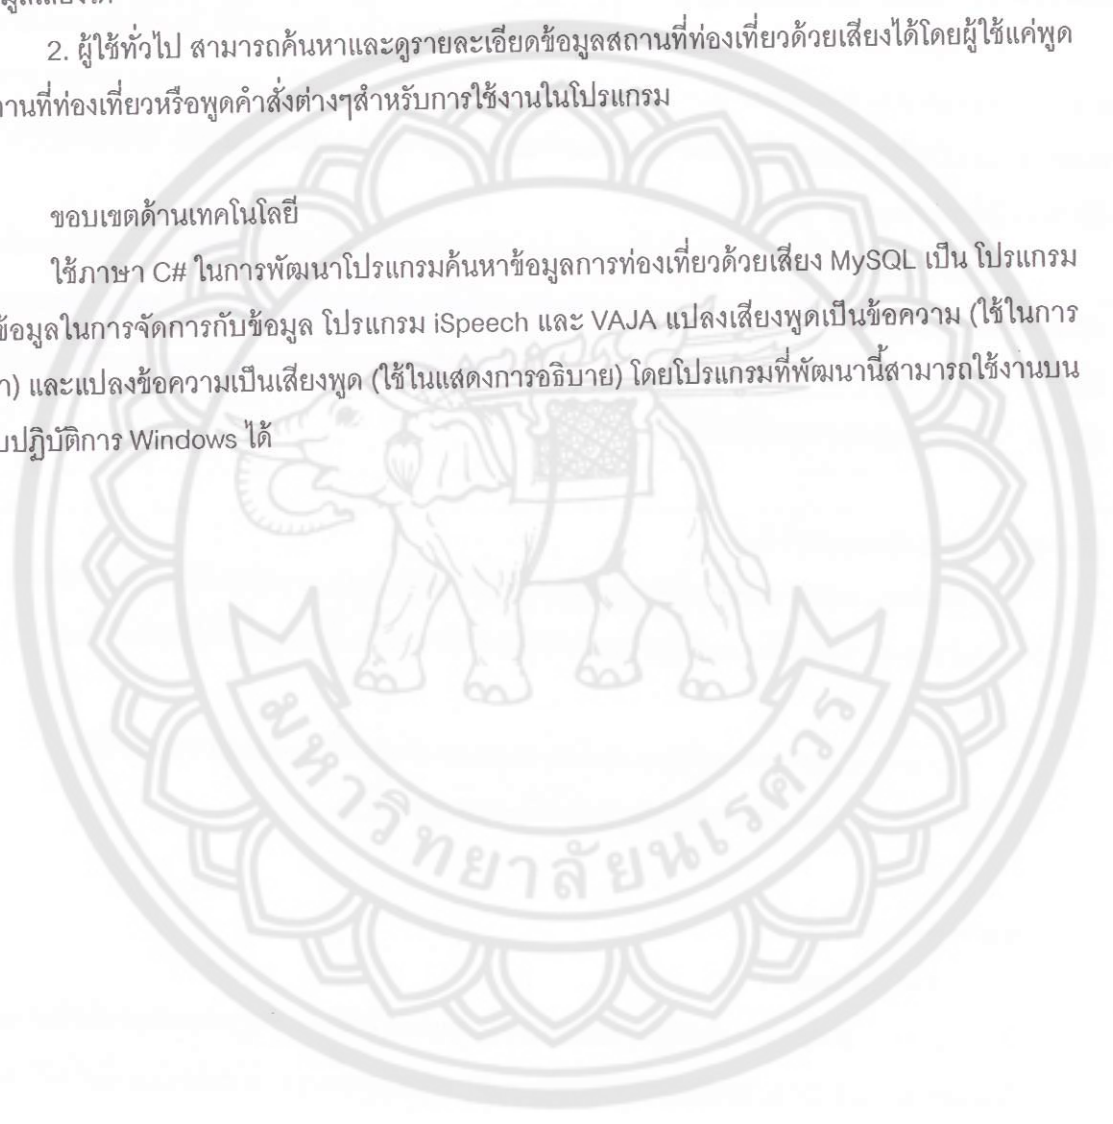 2. ผู้ใช้ทั่วไป สามารถค้นหาและดูรายละเอียดข้อมูลสถานที่ท่องเที่ยวด้วยเสียงได้โดยผู้ใช้แค่พูด
านที่ท่องเที่ยวหรือพูดคำสั่งต่างๆสำหรับการใช้งานในโปรแกรม
ขอบเขตด้านเทคโนโลยี
ใช้ภาษา C# ในการพัฒนาโปรแกรมค้นหาข้อมูลการท่องเที่ยวด้วยเสียง MySQL เป็น โปรแกรม
ข้อมูลในการจัดการกับข้อมูล โปรแกรม iSpeech และ VAJA แปลงเสียงพูดเป็นข้อความ (ใช้ในการ
า) และแปลงข้อความเป็นเสียงพูด (ใช้ในแสดงการอธิบาย) โดยโปรแกรมที่พัฒนานี้สามารถใช้งานบน
บปฏิบัติการ Windows ได้
มหาวิทยาลัยนเรศวร